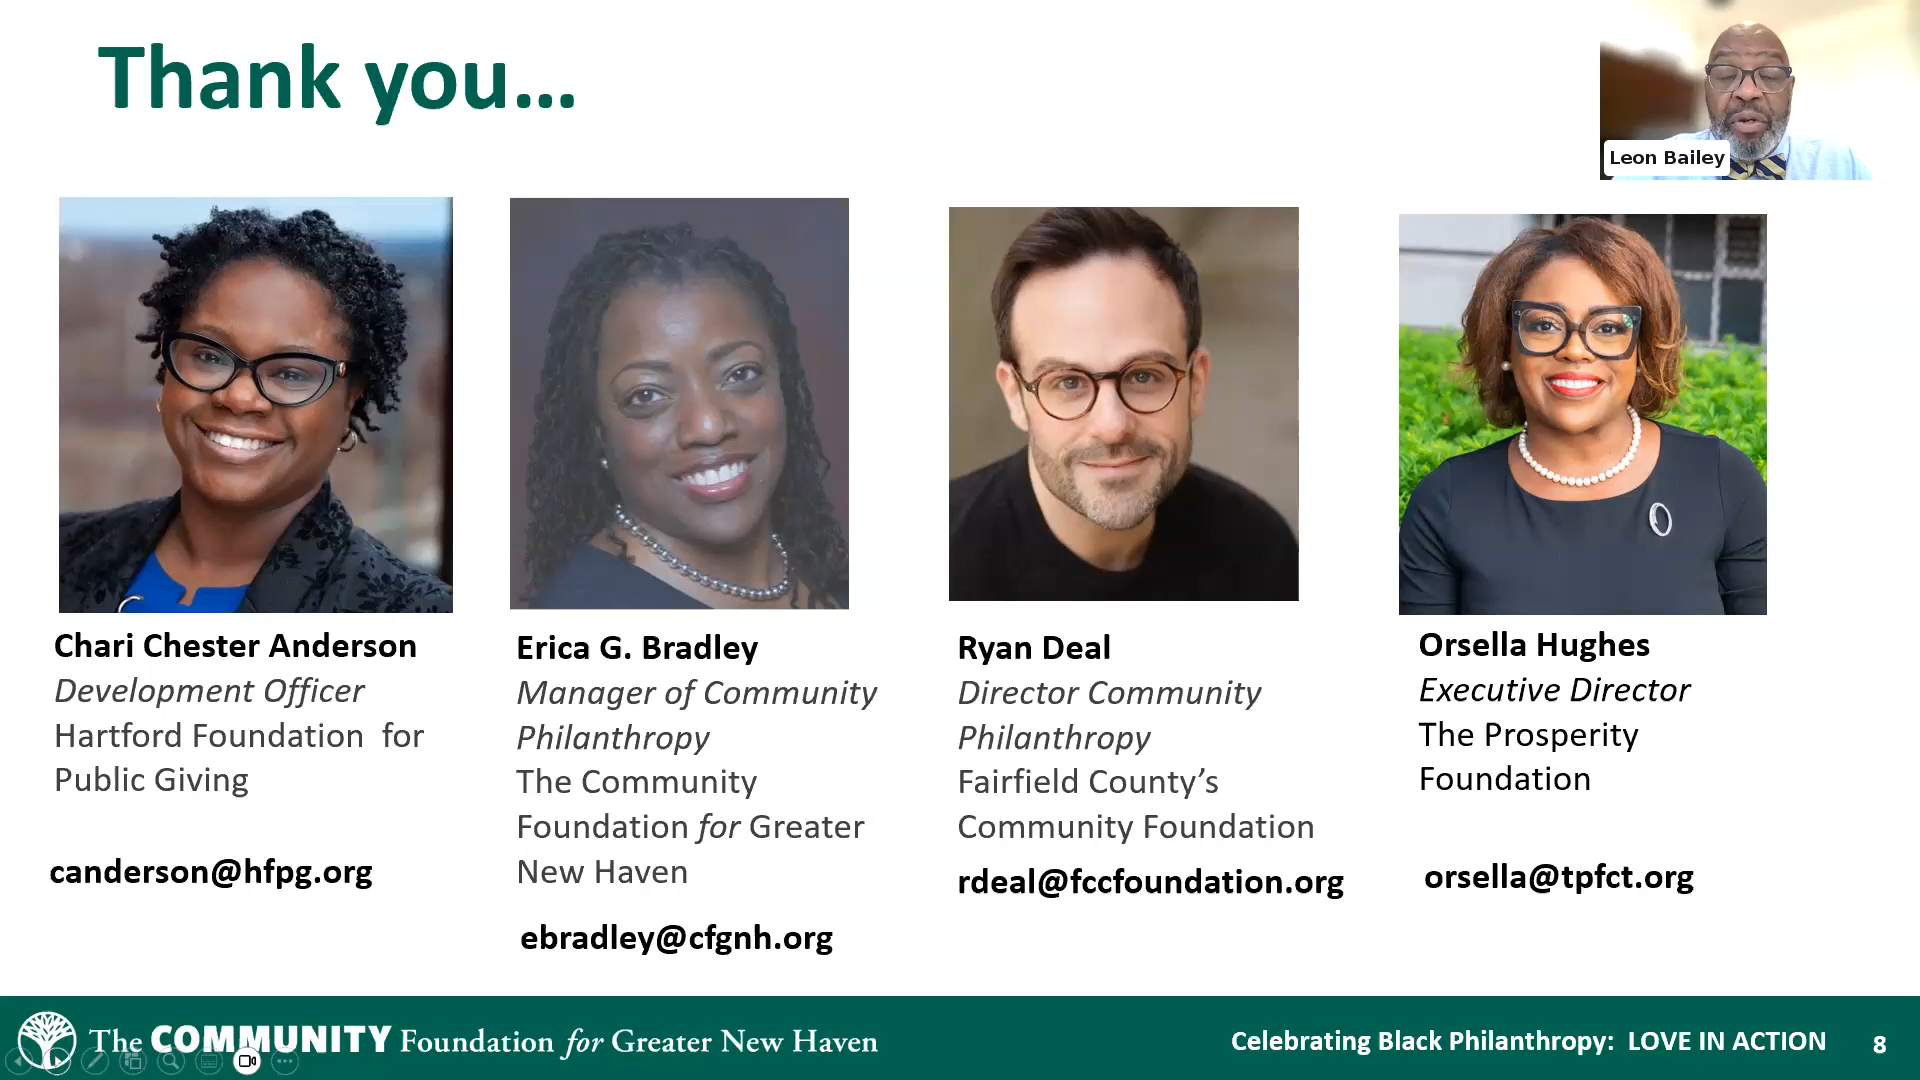 Thank you...
Leon Bailey
Chari Chester Anderson
Development Officer
Hartford Foundation for
Public Giving
canderson@hfpg.org
Erica G. Bradley
Manager of Community
Philanthropy
The Community
Foundation for Greater
New Haven
ebradley@cfgnh.org
Ryan Deal
Director Community
Philanthropy
Fairfield County’s
Community Foundation
rdeal@fccfoundation.org
Orsella Hughes
Executive Director
The Prosperity
Foundation
orsella@tpfct.org
The COMMUNITY Foundation for Greater New Haven
Celebrating Black Philanthropy: LOVE IN ACTION
8